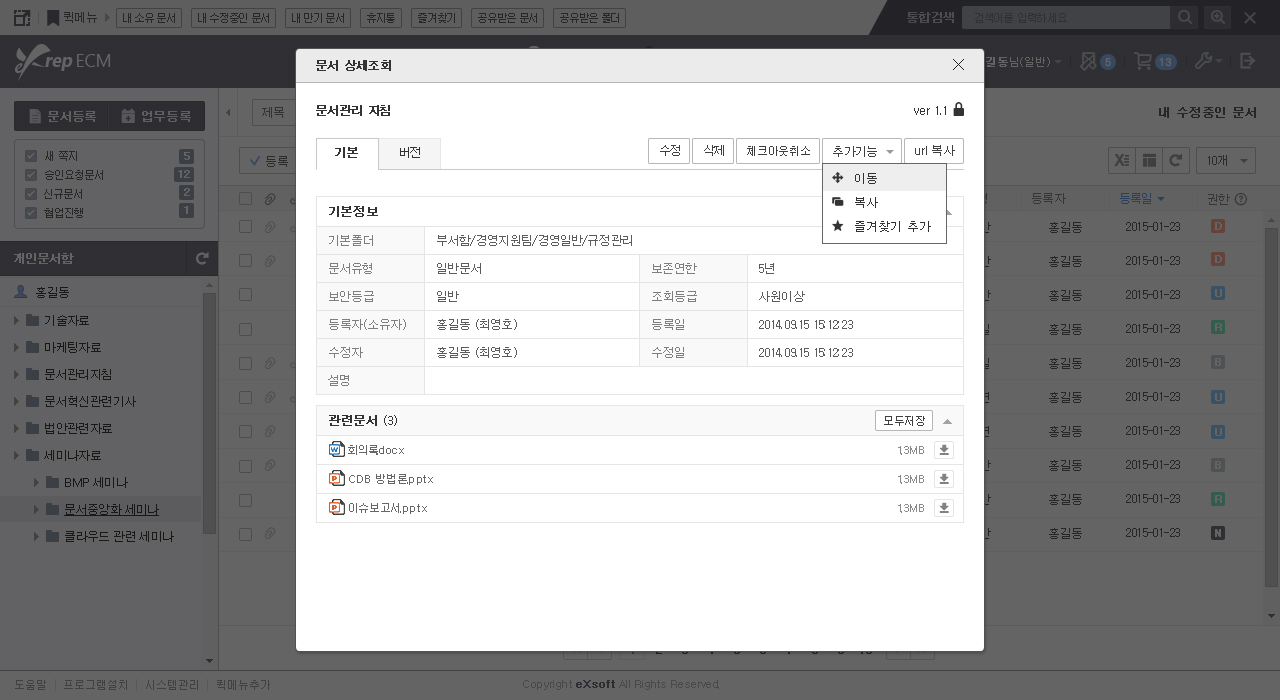 퀵메뉴 내 소유 문서 내 수정중인 문서 내 만기 문서 휴지통 즐겨찾기 공유받은 문서 공유받은 폴더 통합검색 검색어를 입력하세요
eXrep ECM 길동님(일반) 5 13
문서 상세조회
문서등록 업무등록
새 쪽지 5
승인요청문서 12
신규문서 2
협업진행 1
개인문서함
홍길동
기술자료
마케팅자료
문서관리지침
문서혁신관련기사
법안관련자료
세미나자료
BMP 세미나
문서중앙화 세미나
클라우드 관련 세미나
제목 내 수정중인 문서
등록 10개
문서관리 지침 ver 1.1
기본 버전 수정 삭제 체크아웃취소 추가기능 url 복사
이동
복사
즐겨찾기 추가
기본정보
기본폴더 부서함/경영지원팀/경영일반/규정관리
문서유형 일반문서 보존연한 5년
보안등급 일반 조회등급 사원이상
등록자(소유자) 홍길동 (최영호) 등록일 2014.09.15 15:12:23
수정자 홍길동 (최영호) 수정일 2014.09.15 15:12:23
설명
관련문서 (3) 모두저장
회의록.docx 1.3MB
CDB 방법론.pptx 1.3MB
이슈보고서.pptx 1.3MB
등록자 등록일 권한
홍길동 2015-01-23 D
홍길동 2015-01-23 D
홍길동 2015-01-23 U
홍길동 2015-01-23 R
홍길동 2015-01-23 B
홍길동 2015-01-23 U
홍길동 2015-01-23 U
홍길동 2015-01-23 B
홍길동 2015-01-23 R
홍길동 2015-01-23 N
도움말 프로그램설치 시스템관리 퀵메뉴추가 Copyright eXsoft All Rights Reserved.